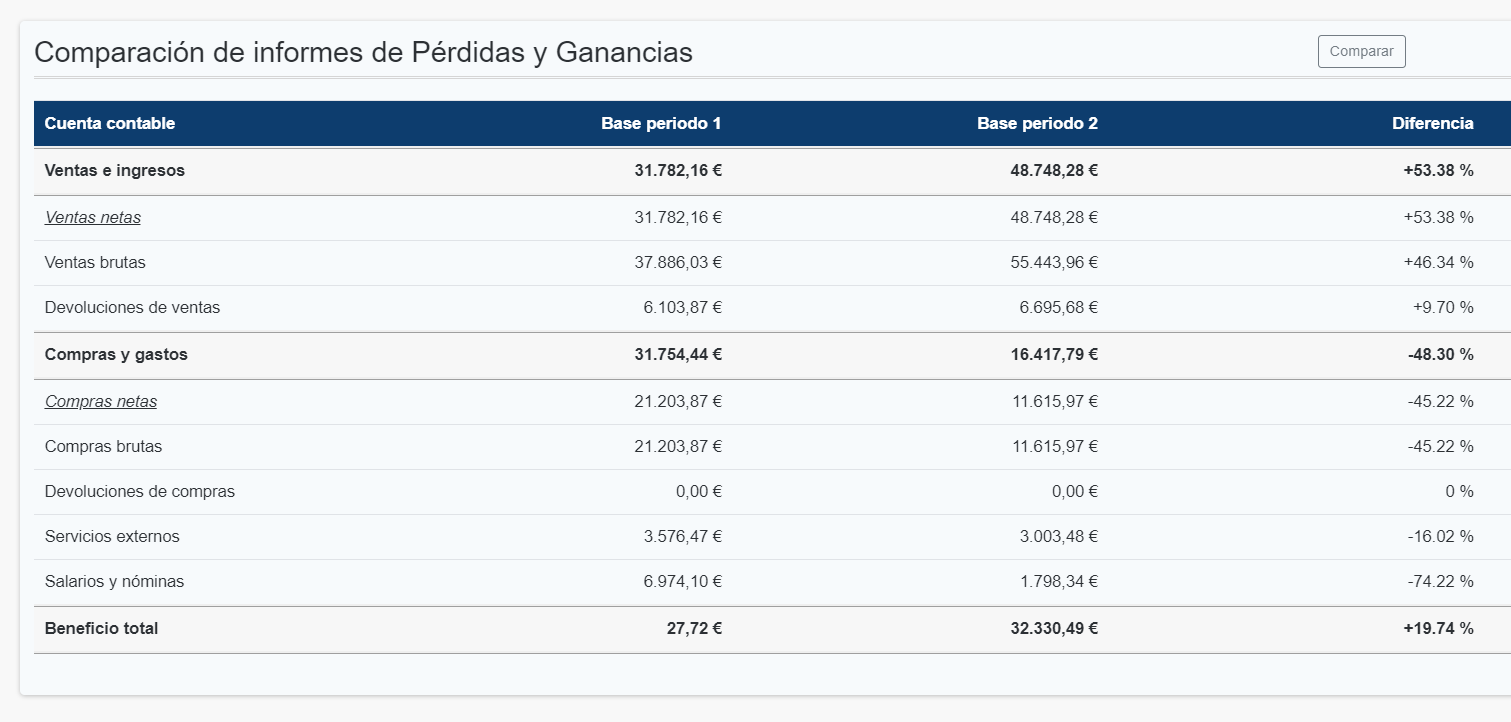 Comparación de informes de Pérdidas y Ganancias Comparar
Cuenta contable Base periodo 1 Base periodo 2 Diferencia
Ventas e ingresos 31.782,16 € 48.748,28 € +53.38 %
Ventas netas 31.782,16 € 48.748,28 € +53.38 %
Ventas brutas 37.886,03 € 55.443,96 € +46.34 %
Devoluciones de ventas 6.103,87 € 6.695,68 € +9.70 %
Compras y gastos 31.754,44 € 16.417,79 € -48.30 %
Compras netas 21.203,87 € 11.615,97 € -45.22 %
Compras brutas 21.203,87 € 11.615,97 € -45.22 %
Devoluciones de compras 0,00 € 0,00 € 0 %
Servicios externos 3.576,47 € 3.003,48 € -16.02 %
Salarios y nóminas 6.974,10 € 1.798,34 € -74.22 %
Beneficio total 27,72 € 32.330,49 € +19.74 %